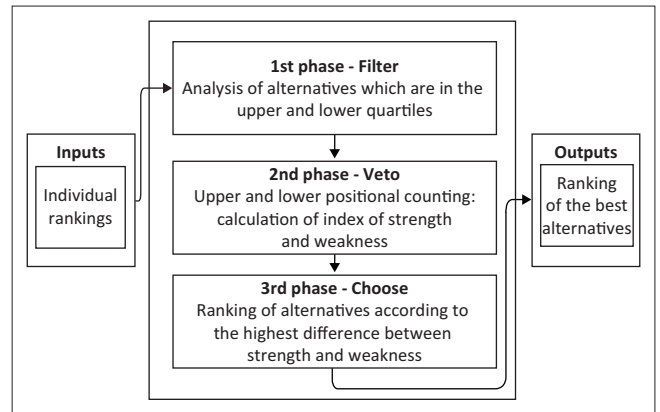 Inputs
Individual
rankings
1st phase - Filter
Analysis of alternatives which are in the
upper and lower quartiles
2nd phase - Veto
Upper and lower positional counting:
calculation of index of strength
and weakness
3rd phase - Choose
Ranking of alternatives according to
the highest difference between
strength and weakness
Outputs
Ranking
of the best
alternatives